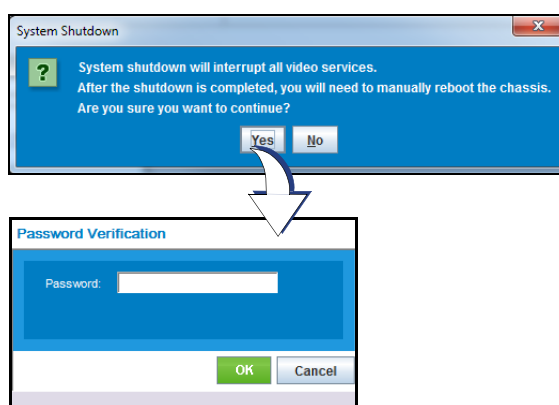 System Shutdown
x
?
System shutdown will interrupt all video services.
After the shutdown is completed, you will need to manually reboot the chassis.
Are you sure you want to continue?
Yes No
Password Verification
Password:
OK Cancel